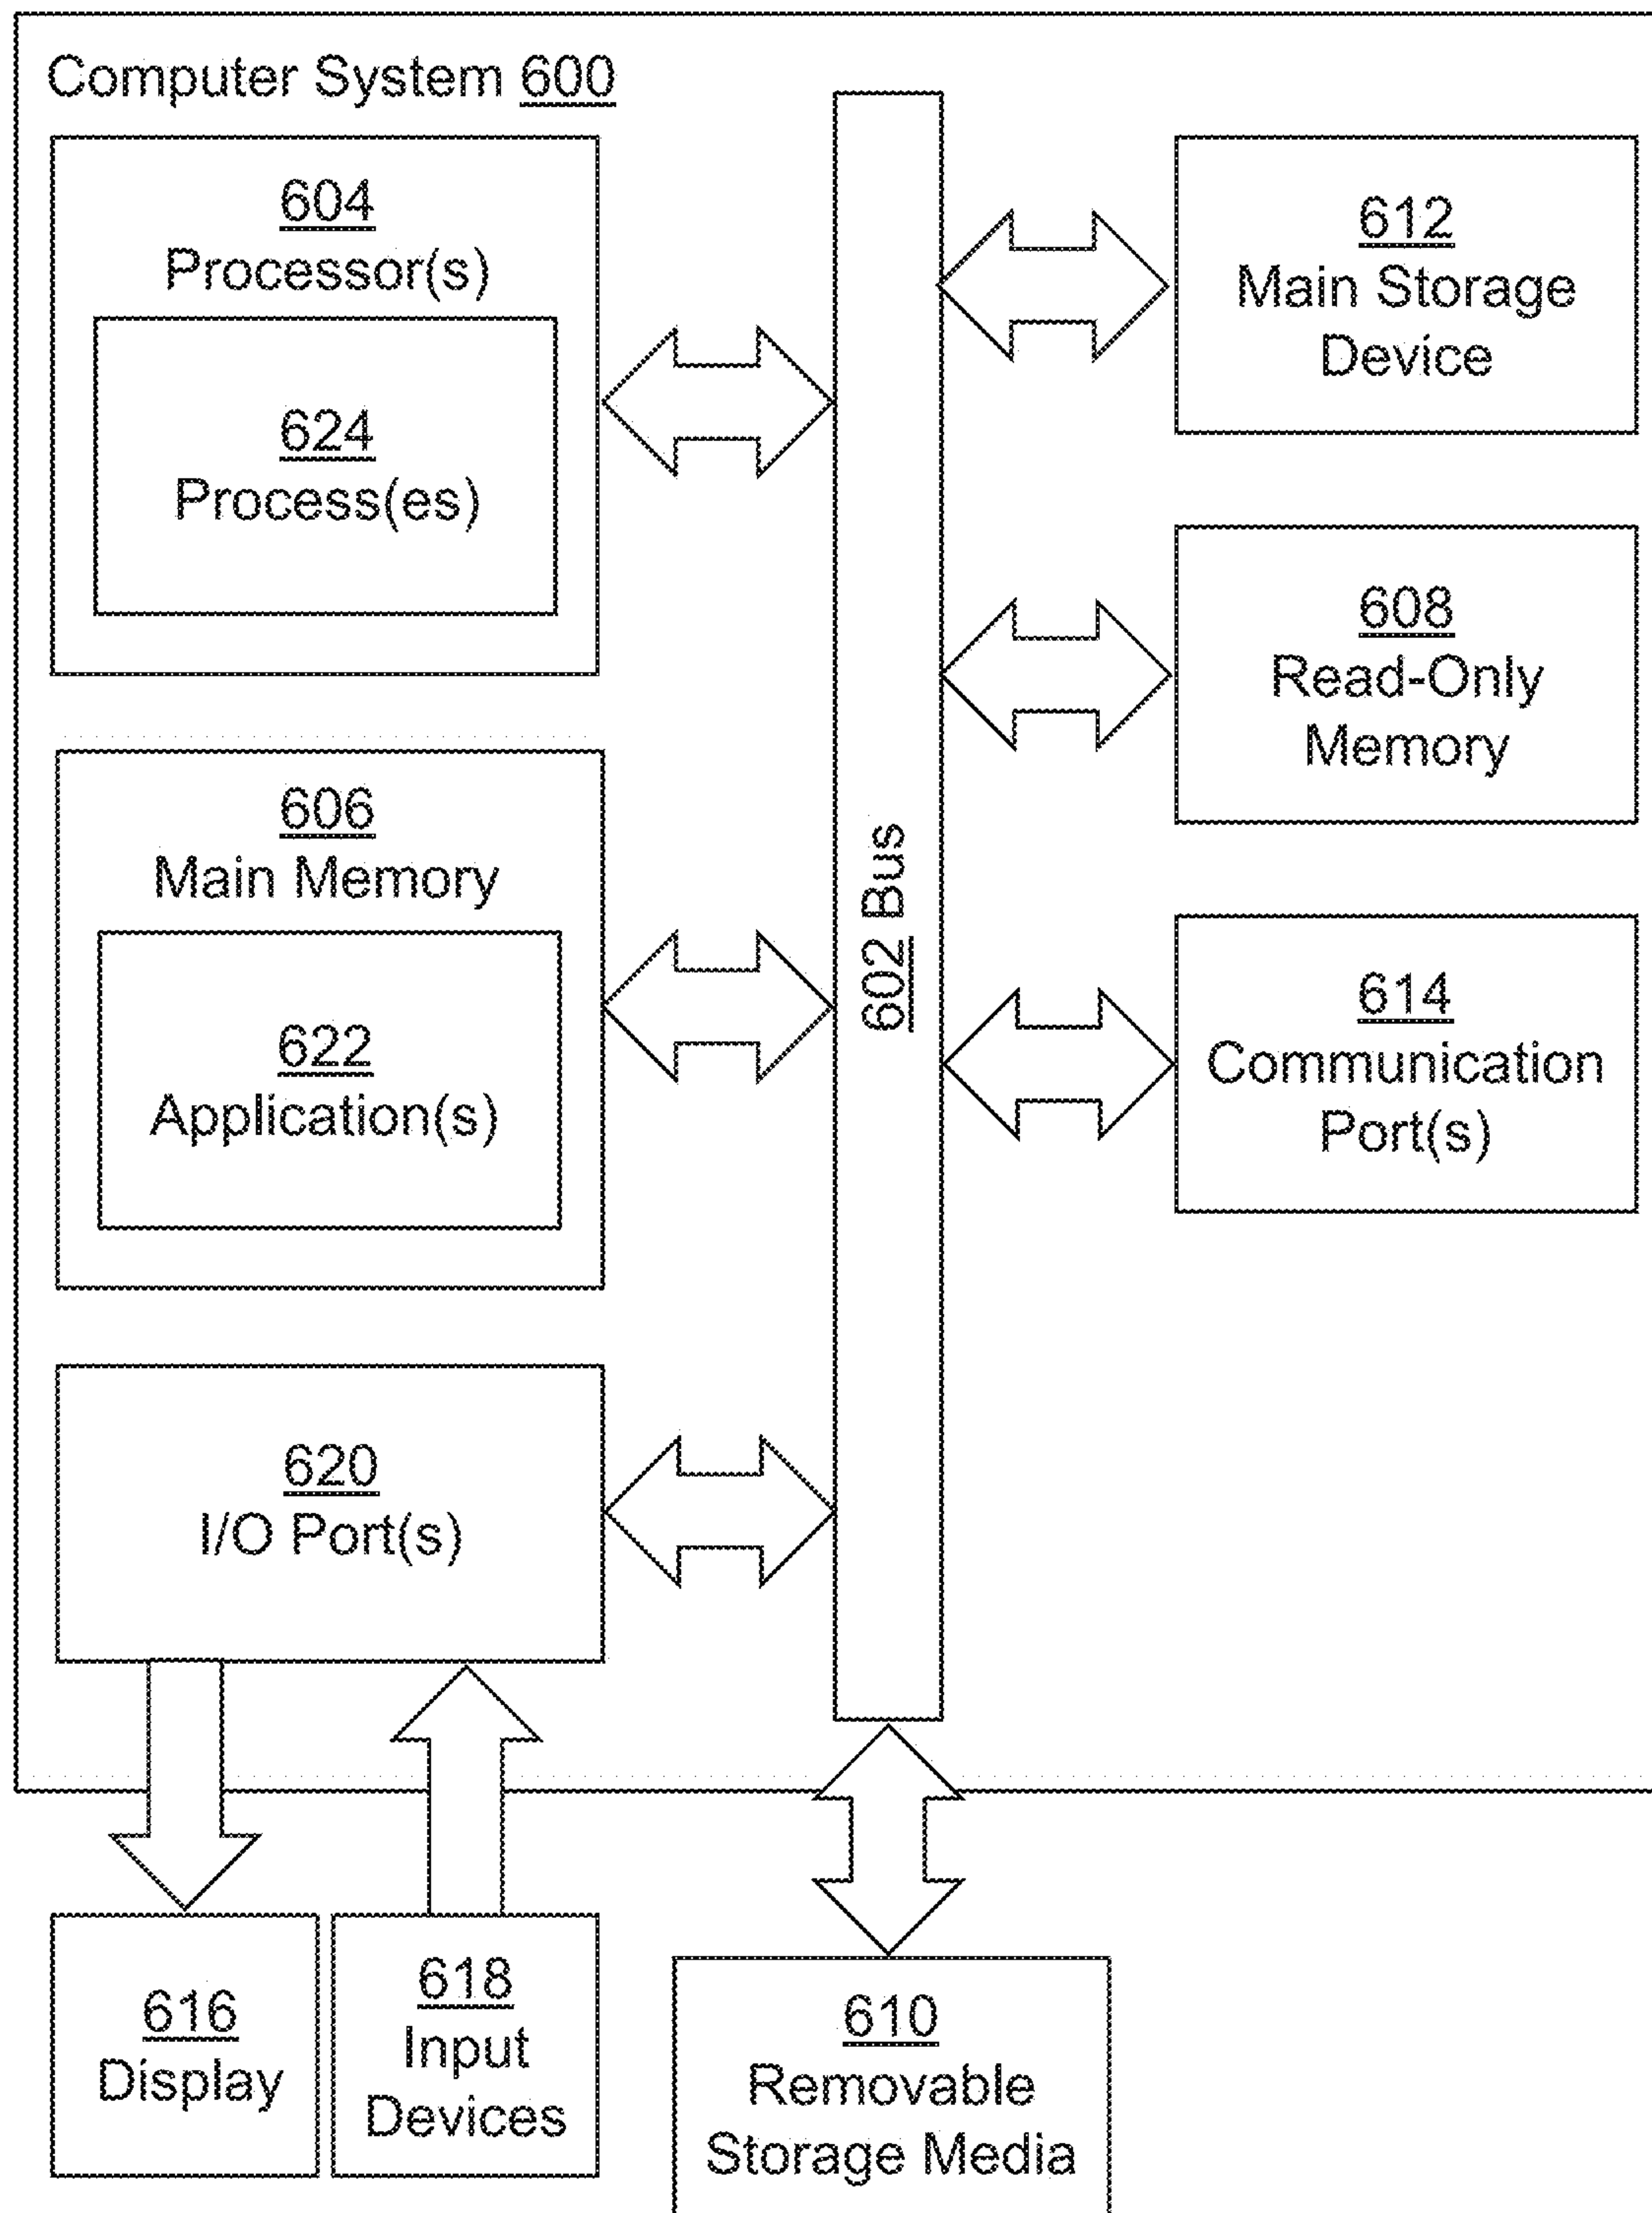 Computer System 600
604
Processor(s)
624
Process(es)
606
Main Memory
622
Application(s)
620
I/O Port(s)
602 Bus
612
Main Storage
Device
608
Read-Only
Memory
614
Communication
Port(s)
616
Display
618
Input
Devices
610
Removable
Storage Media